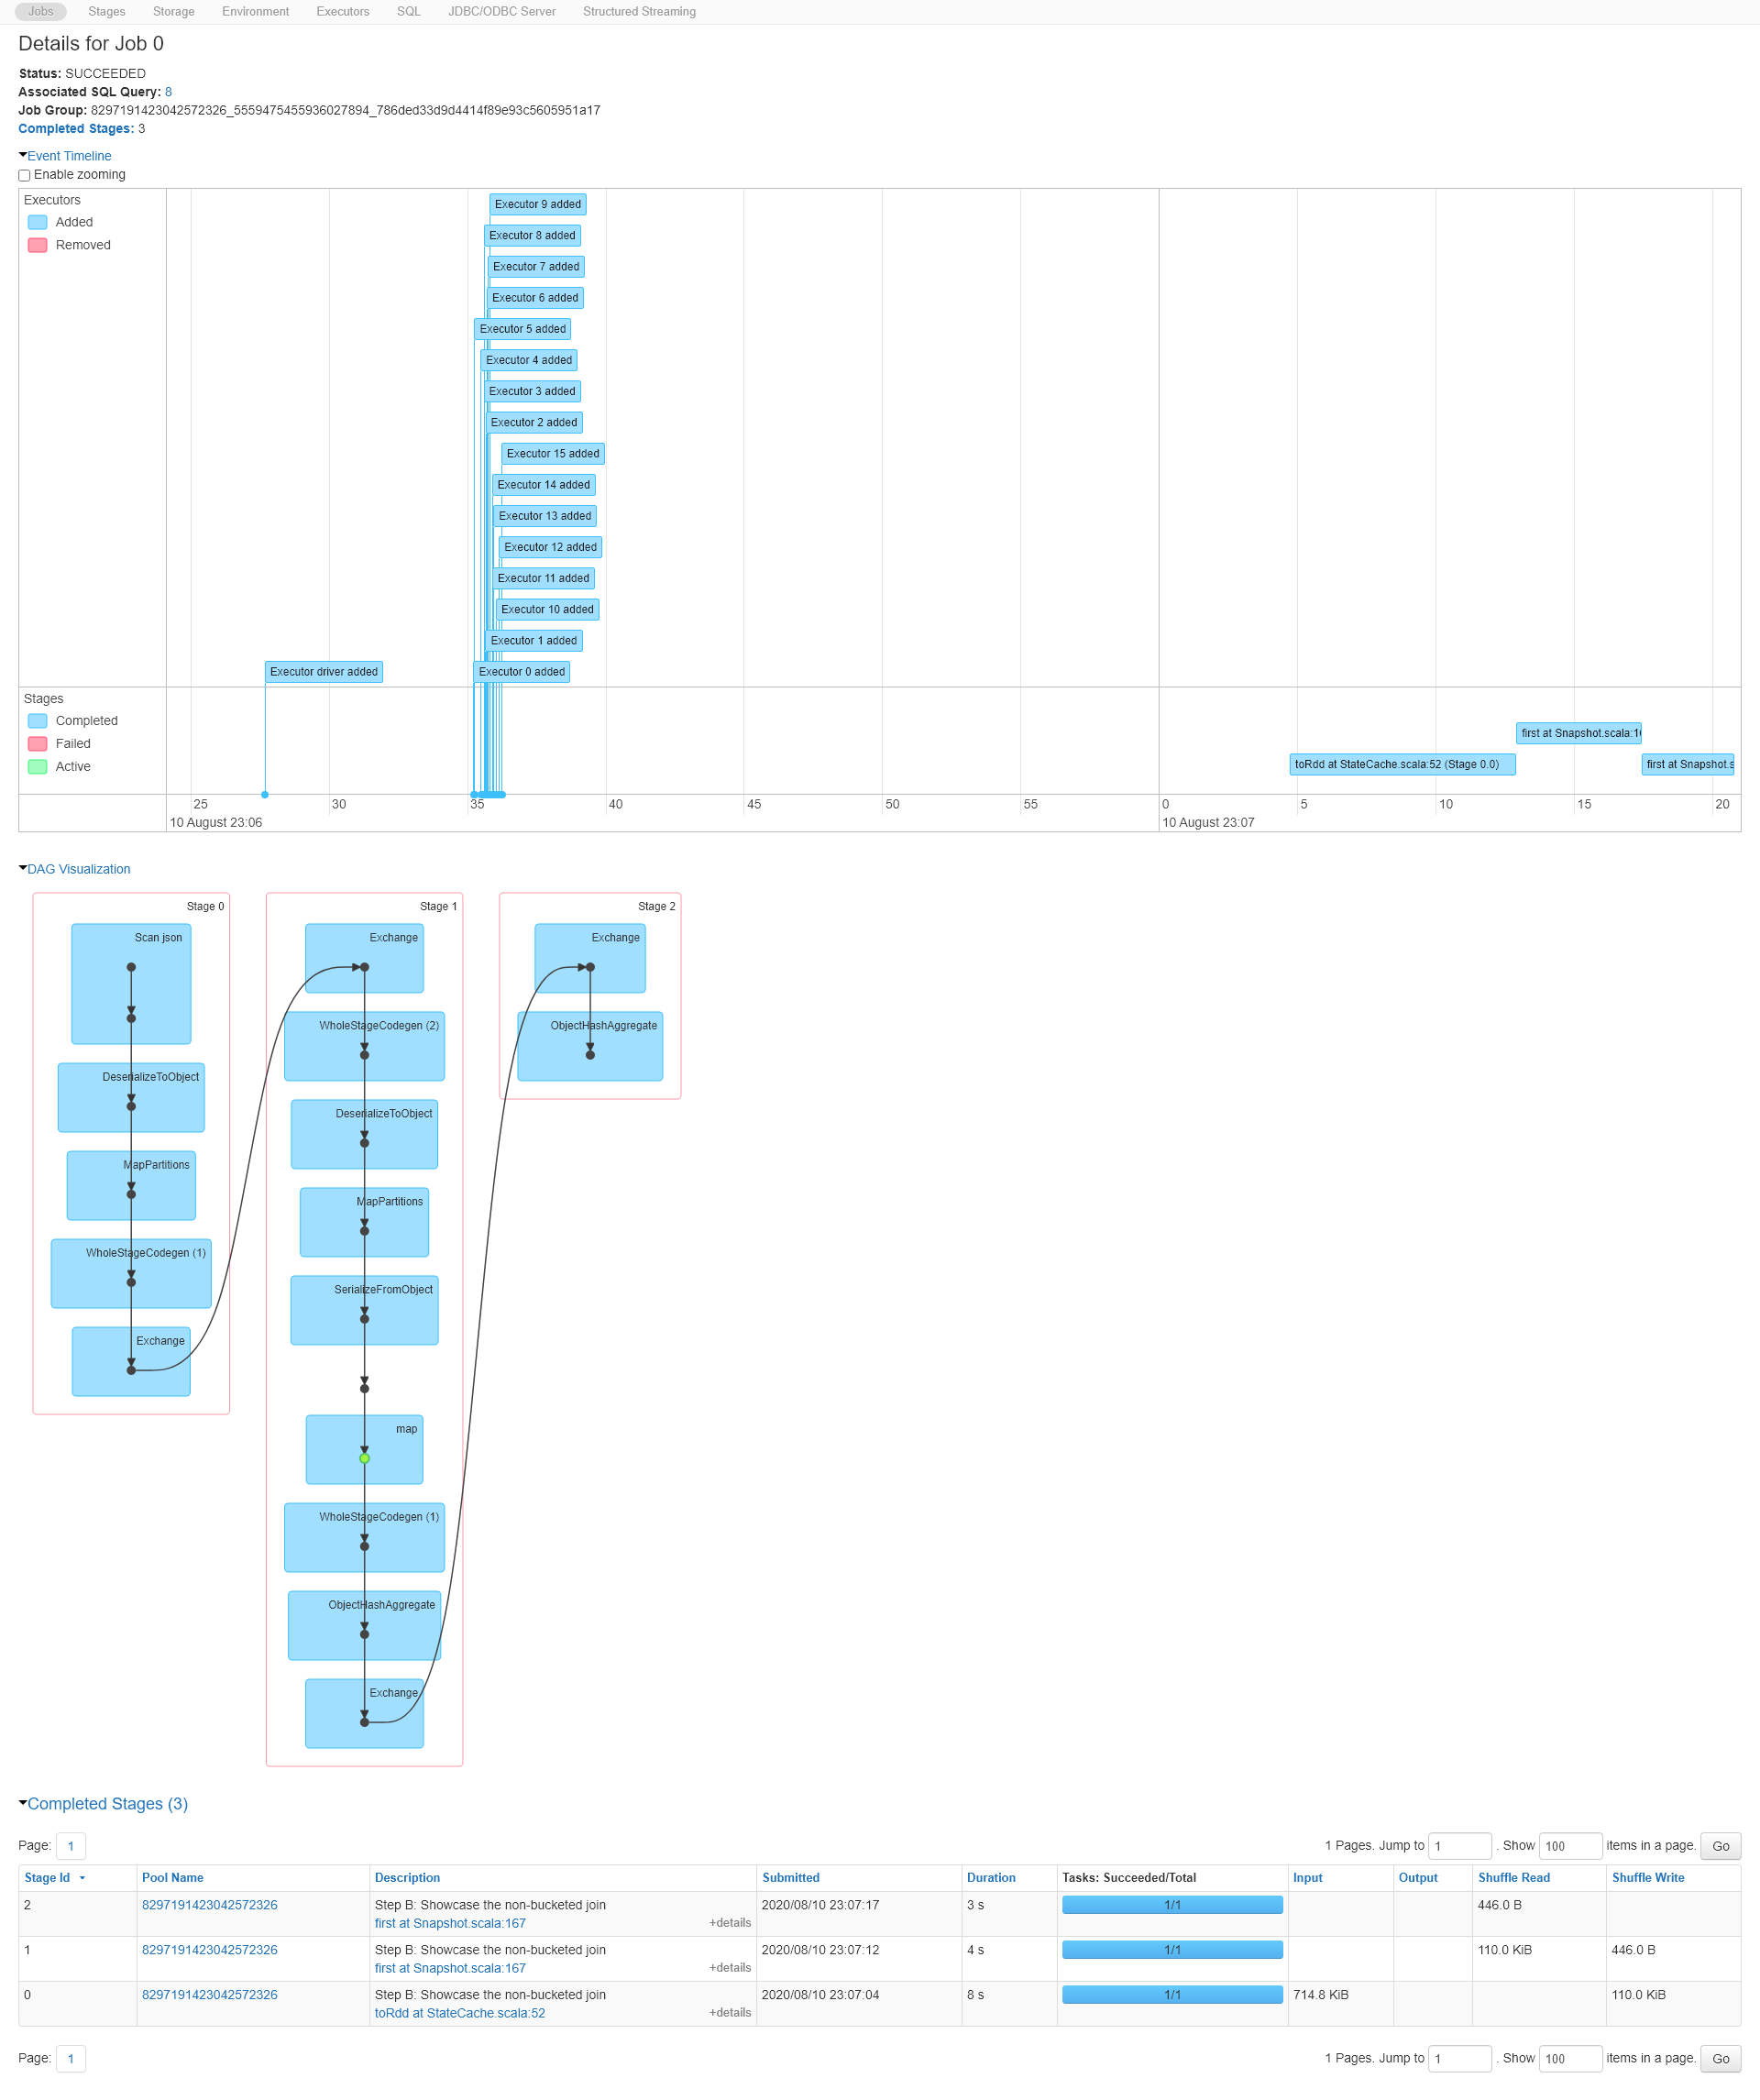 Jobs Stages Storage Environment Executors SQL JDBC/ODBC Server Structured Streaming
Details for Job 0
Status: SUCCEEDED
Associated SQL Query: 8
Job Group: 8297191423042572326_5559475455936027894_786ded33d9d4414f89e93c5605951a17
Completed Stages: 3
Event Timeline
Enable zooming
Executors
Added
Removed
Executor 9 added
Executor 8 added
Executor 7 added
Executor 6 added
Executor 5 added
Executor 4 added
Executor 3 added
Executor 2 added
Executor 15 added
Executor 14 added
Executor 13 added
Executor 12 added
Executor 11 added
Executor 10 added
Executor 1 added
Executor driver added Executor 0 added
Stages
Completed
Failed
Active
first at Snapshot.scala:16
toRdd at StateCache.scala:52 (Stage 0.0) first at Snapshot.s
25 30 35 40 45 50 55 0 5 10 15 20
10 August 23:06 10 August 23:07
DAG Visualization
Stage 0
Scan json
DeserializeToObject
MapPartitions
WholeStageCodegen (1)
Exchange
Stage 1
Exchange
WholeStageCodegen (2)
DeserializeToObject
MapPartitions
SerializeFromObject
map
WholeStageCodegen (1)
ObjectHashAggregate
Exchange
Stage 2
Exchange
ObjectHashAggregate
Completed Stages (3)
Page: 1 1 Pages. Jump to 1 . Show 100 items in a page. Go
Stage Id Pool Name Description Submitted Duration Tasks: Succeeded/Total Input Output Shuffle Read Shuffle Write
2 8297191423042572326 Step B: Showcase the non-bucketed join 2020/08/10 23:07:17 3 s 1/1 446.0 B
first at Snapshot.scala:167 +details
1 8297191423042572326 Step B: Showcase the non-bucketed join 2020/08/10 23:07:12 4 s 1/1 110.0 KiB 446.0 B
first at Snapshot.scala:167 +details
0 8297191423042572326 Step B: Showcase the non-bucketed join 2020/08/10 23:07:04 8 s 1/1 714.8 KiB 110.0 KiB
toRdd at StateCache.scala:52 +details
Page: 1 1 Pages. Jump to 1 . Show 100 items in a page. Go